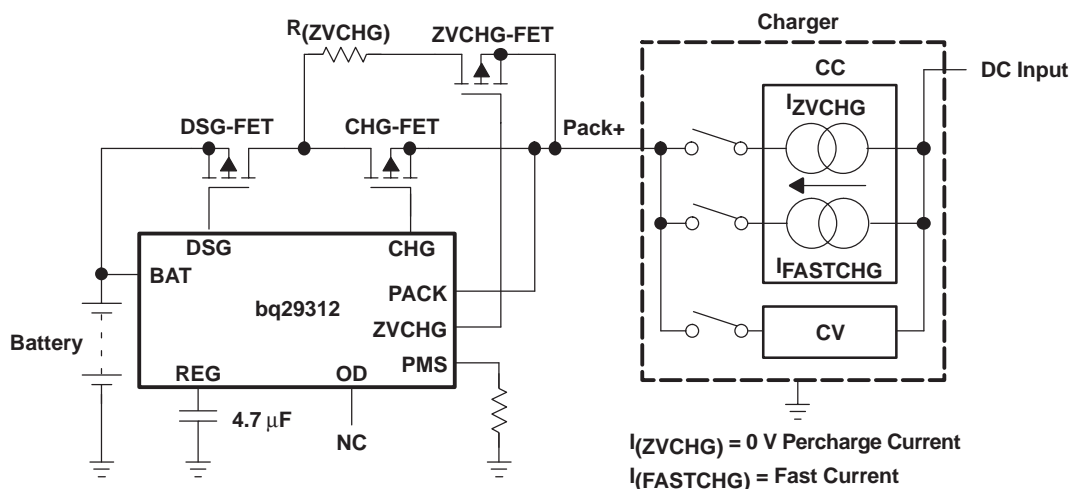 R(ZVCHG)
ZVCHG-FET
Charger
CC
DC Input
IZVCHG
DSG-FET
CHG-FET
Pack+
IFASTCHG
DSG
CHG
BAT
PACK
bq29312
ZVCHG
CV
Battery
PMS
REG
OD
4.7 μF
NC
I(ZVCHG) = 0 V Percharge Current
I(FASTCHG) = Fast Current